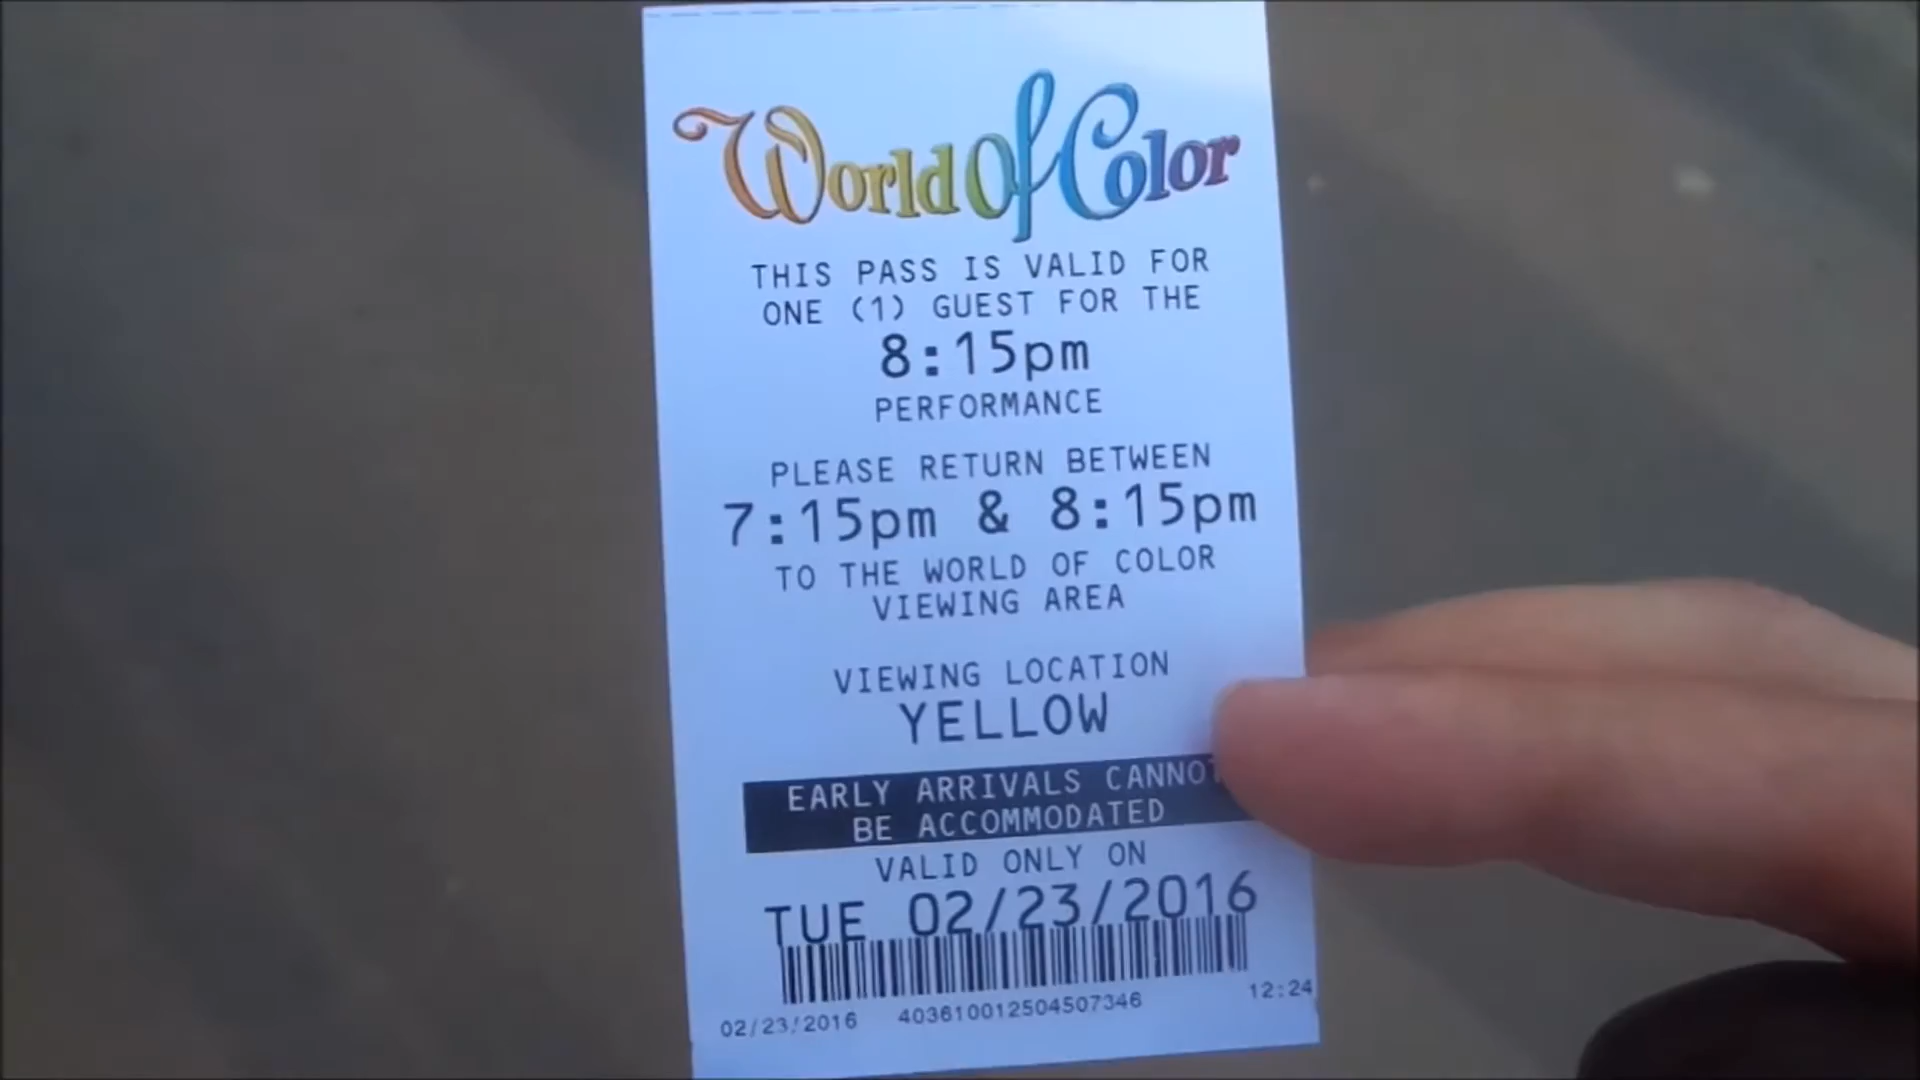 World Of Color
THIS PASS IS VALID FOR
ONE (1) GUEST FOR THE
8:15pm
PERFORMANCE
PLEASE RETURN BETWEEN
7:15pm & 8:15pm
TO THE WORLD OF COLOR
VIEWING AREA
VIEWING LOCATION
YELLOW
EARLY ARRIVALS CANNOT
BE ACCOMMODATED
VALID ONLY ON
TUE 02/23/2016
02/23/2016 403610012504507346 12:24